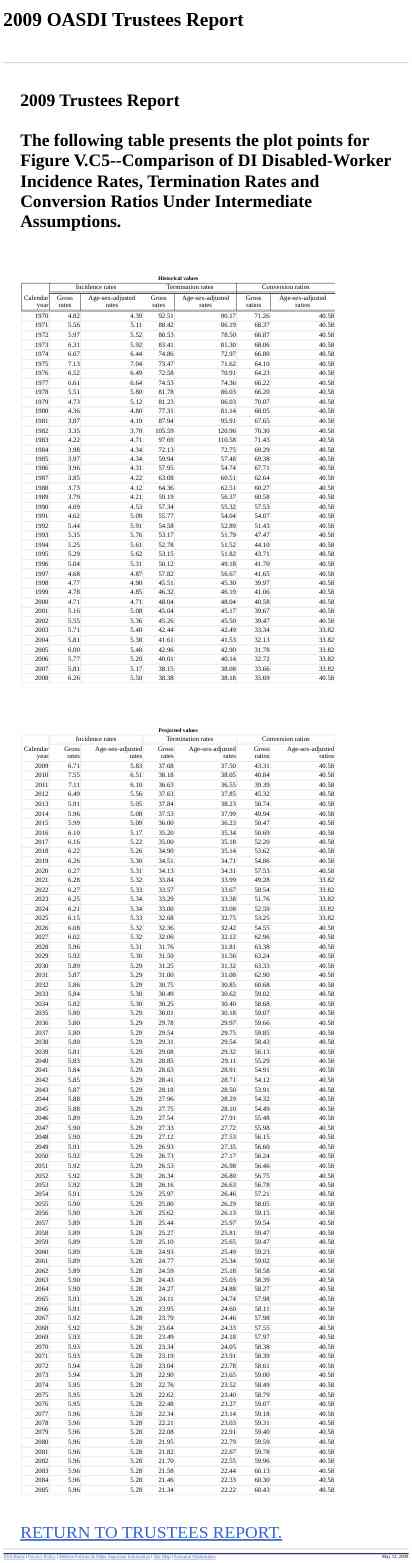 2009 OASDI Trustees Report
2009 Trustees Report
The following table presents the plot points for
Figure V.C5--Comparison of DI Disabled-Worker
Incidence Rates, Termination Rates and
Conversion Ratios Under Intermediate
Assumptions.
Historical values
Incidence rates Termination rates Conversion ratios
Calendar year Gross rates Age-sex-adjusted rates Gross rates Age-sex-adjusted rates Gross ratios Age-sex-adjusted ratios
1970 4.82 4.39 92.51 80.17 71.26 40.58
1971 5.56 5.11 88.42 86.19 68.37 40.58
1972 5.97 5.52 80.53 78.50 66.87 40.58
1973 6.31 5.92 83.41 81.30 68.06 40.58
1974 6.67 6.44 74.86 72.97 66.80 40.58
1975 7.13 7.04 73.47 71.62 64.10 40.58
1976 6.52 6.49 72.58 70.91 64.23 40.58
1977 6.61 6.64 74.53 74.36 66.22 40.58
1978 5.51 5.60 81.78 86.03 66.20 40.58
1979 4.73 5.12 81.23 86.03 70.07 40.58
1980 4.36 4.80 77.31 81.14 68.05 40.58
1981 3.87 4.19 87.94 95.91 67.65 40.58
1982 3.35 3.70 105.59 120.96 76.30 40.58
1983 4.22 4.71 97.69 110.58 71.43 40.58
1984 3.98 4.34 72.13 72.75 69.29 40.58
1985 3.97 4.34 59.94 57.48 69.38 40.58
1986 3.96 4.31 57.95 54.74 67.71 40.58
1987 3.85 4.22 63.08 60.51 62.64 40.58
1988 3.73 4.12 64.36 62.51 60.27 40.58
1989 3.79 4.21 59.19 56.37 60.58 40.58
1990 4.09 4.53 57.34 55.32 57.53 40.58
1991 4.62 5.08 55.77 54.04 54.07 40.58
1992 5.44 5.91 54.58 52.89 51.43 40.58
1993 5.35 5.76 53.17 51.79 47.47 40.58
1994 5.25 5.61 52.78 51.52 44.10 40.58
1995 5.29 5.62 53.15 51.82 43.71 40.58
1996 5.04 5.31 50.12 49.18 41.70 40.58
1997 4.68 4.87 57.82 56.67 41.65 40.58
1998 4.77 4.90 45.51 45.30 39.97 40.58
1999 4.78 4.85 46.32 46.19 41.06 40.58
2000 4.71 4.71 48.04 48.04 40.58 40.58
2001 5.16 5.08 45.04 45.17 39.67 40.58
2002 5.55 5.36 45.26 45.50 39.47 40.58
2003 5.71 5.40 42.44 42.49 33.34 33.82
2004 5.81 5.39 41.61 41.53 32.13 33.82
2005 6.00 5.46 42.96 42.90 31.78 33.82
2006 5.77 5.20 40.01 40.14 32.72 33.82
2007 5.81 5.17 38.15 38.08 33.66 33.82
2008 6.26 5.50 38.38 38.18 33.69 40.58
Projected values
Incidence rates Termination rates Conversion ratios
Calendar year Gross rates Age-sex-adjusted rates Gross rates Age-sex-adjusted rates Gross ratios Age-sex-adjusted ratios
2009 6.71 5.83 37.68 37.50 43.31 40.58
2010 7.55 6.51 38.18 38.05 40.84 40.58
2011 7.11 6.10 36.63 36.55 39.39 40.58
2012 6.49 5.56 37.63 37.85 45.32 40.58
2013 5.91 5.05 37.84 38.23 50.74 40.58
2014 5.96 5.08 37.53 37.99 49.94 40.58
2015 5.99 5.09 36.00 36.23 50.47 40.58
2016 6.10 5.17 35.20 35.34 50.69 40.58
2017 6.16 5.22 35.00 35.18 52.20 40.58
2018 6.22 5.26 34.90 35.14 53.62 40.58
2019 6.26 5.30 34.51 34.71 54.86 40.58
2020 6.27 5.31 34.13 34.31 57.53 40.58
2021 6.28 5.32 33.84 33.99 49.28 33.82
2022 6.27 5.33 33.57 33.67 50.54 33.82
2023 6.25 5.34 33.29 33.38 51.76 33.82
2024 6.21 5.34 33.00 33.08 52.50 33.82
2025 6.15 5.33 32.68 32.75 53.25 33.82
2026 6.08 5.32 32.36 32.42 54.55 40.58
2027 6.02 5.32 32.06 32.12 62.96 40.58
2028 5.96 5.31 31.76 31.81 63.38 40.58
2029 5.92 5.30 31.50 31.56 63.24 40.58
2030 5.89 5.29 31.25 31.32 63.33 40.58
2031 5.87 5.29 31.00 31.08 62.90 40.58
2032 5.86 5.29 30.75 30.85 60.68 40.58
2033 5.84 5.30 30.49 30.62 59.02 40.58
2034 5.82 5.30 30.25 30.40 58.68 40.58
2035 5.80 5.29 30.01 30.18 59.07 40.58
2036 5.80 5.29 29.78 29.97 59.66 40.58
2037 5.80 5.29 29.54 29.75 59.85 40.58
2038 5.80 5.29 29.31 29.54 58.43 40.58
2039 5.81 5.29 29.08 29.32 56.13 40.58
2040 5.83 5.29 28.85 29.11 55.29 40.58
2041 5.84 5.29 28.63 28.91 54.91 40.58
2042 5.85 5.29 28.41 28.71 54.12 40.58
2043 5.87 5.29 28.18 28.50 53.91 40.58
2044 5.88 5.29 27.96 28.29 54.32 40.58
2045 5.88 5.29 27.75 28.10 54.49 40.58
2046 5.89 5.29 27.54 27.91 55.48 40.58
2047 5.90 5.29 27.33 27.72 55.98 40.58
2048 5.90 5.29 27.12 27.53 56.15 40.58
2049 5.91 5.28 26.93 27.35 56.60 40.58
2050 5.92 5.28 26.73 27.17 56.24 40.58
2051 5.92 5.28 26.53 26.98 56.46 40.58
2052 5.92 5.28 26.34 26.80 56.75 40.58
2053 5.92 5.28 26.16 26.63 56.78 40.58
2054 5.91 5.28 25.97 26.46 57.21 40.58
2055 5.90 5.28 25.80 26.29 58.05 40.58
2056 5.90 5.28 25.62 26.13 59.15 40.58
2057 5.89 5.28 25.44 25.97 59.54 40.58
2058 5.89 5.28 25.27 25.81 59.47 40.58
2059 5.89 5.28 25.10 25.65 59.47 40.58
2060 5.89 5.28 24.93 25.49 59.23 40.58
2061 5.89 5.28 24.77 25.34 59.02 40.58
2062 5.89 5.28 24.59 25.18 58.58 40.58
2063 5.90 5.28 24.43 25.03 58.39 40.58
2064 5.90 5.28 24.27 24.88 58.27 40.58
2065 5.91 5.28 24.11 24.74 57.98 40.58
2066 5.91 5.28 23.95 24.60 58.11 40.58
2067 5.92 5.28 23.79 24.46 57.98 40.58
2068 5.92 5.28 23.64 24.33 57.55 40.58
2069 5.93 5.28 23.49 24.18 57.97 40.58
2070 5.93 5.28 23.34 24.05 58.38 40.58
2071 5.93 5.28 23.19 23.91 58.39 40.58
2072 5.94 5.28 23.04 23.78 58.61 40.58
2073 5.94 5.28 22.90 23.65 59.00 40.58
2074 5.95 5.28 22.76 23.52 58.49 40.58
2075 5.95 5.28 22.62 23.40 58.79 40.58
2076 5.95 5.28 22.48 23.27 59.07 40.58
2077 5.96 5.28 22.34 23.14 59.18 40.58
2078 5.96 5.28 22.21 23.03 59.31 40.58
2079 5.96 5.28 22.08 22.91 59.40 40.58
2080 5.96 5.28 21.95 22.79 59.59 40.58
2081 5.96 5.28 21.82 22.67 59.78 40.58
2082 5.96 5.28 21.70 22.55 59.96 40.58
2083 5.96 5.28 21.58 22.44 60.13 40.58
2084 5.96 5.28 21.46 22.33 60.30 40.58
2085 5.96 5.28 21.34 22.22 60.43 40.58
RETURN TO TRUSTEES REPORT.
May 12, 2009